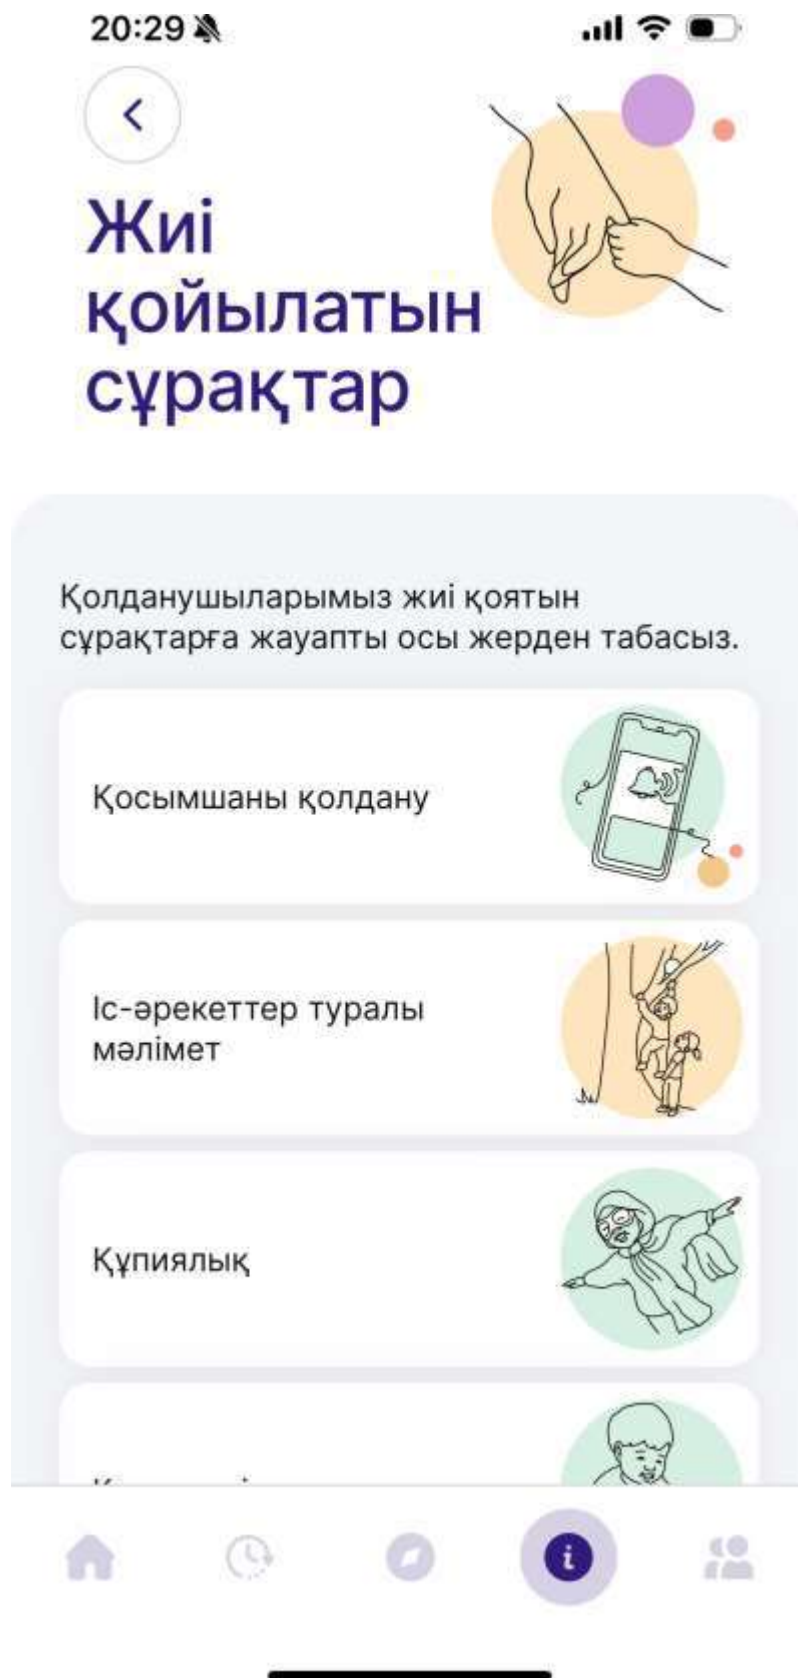 20:29
Жиі
қойылатын
сұрақтар
Қолданушыларымыз жиі қоятын
сұрақтарға жауапты осы жерден табасыз.
Қосымшаны қолдану
Іс-әрекеттер туралы
мәлімет
Құпиялық